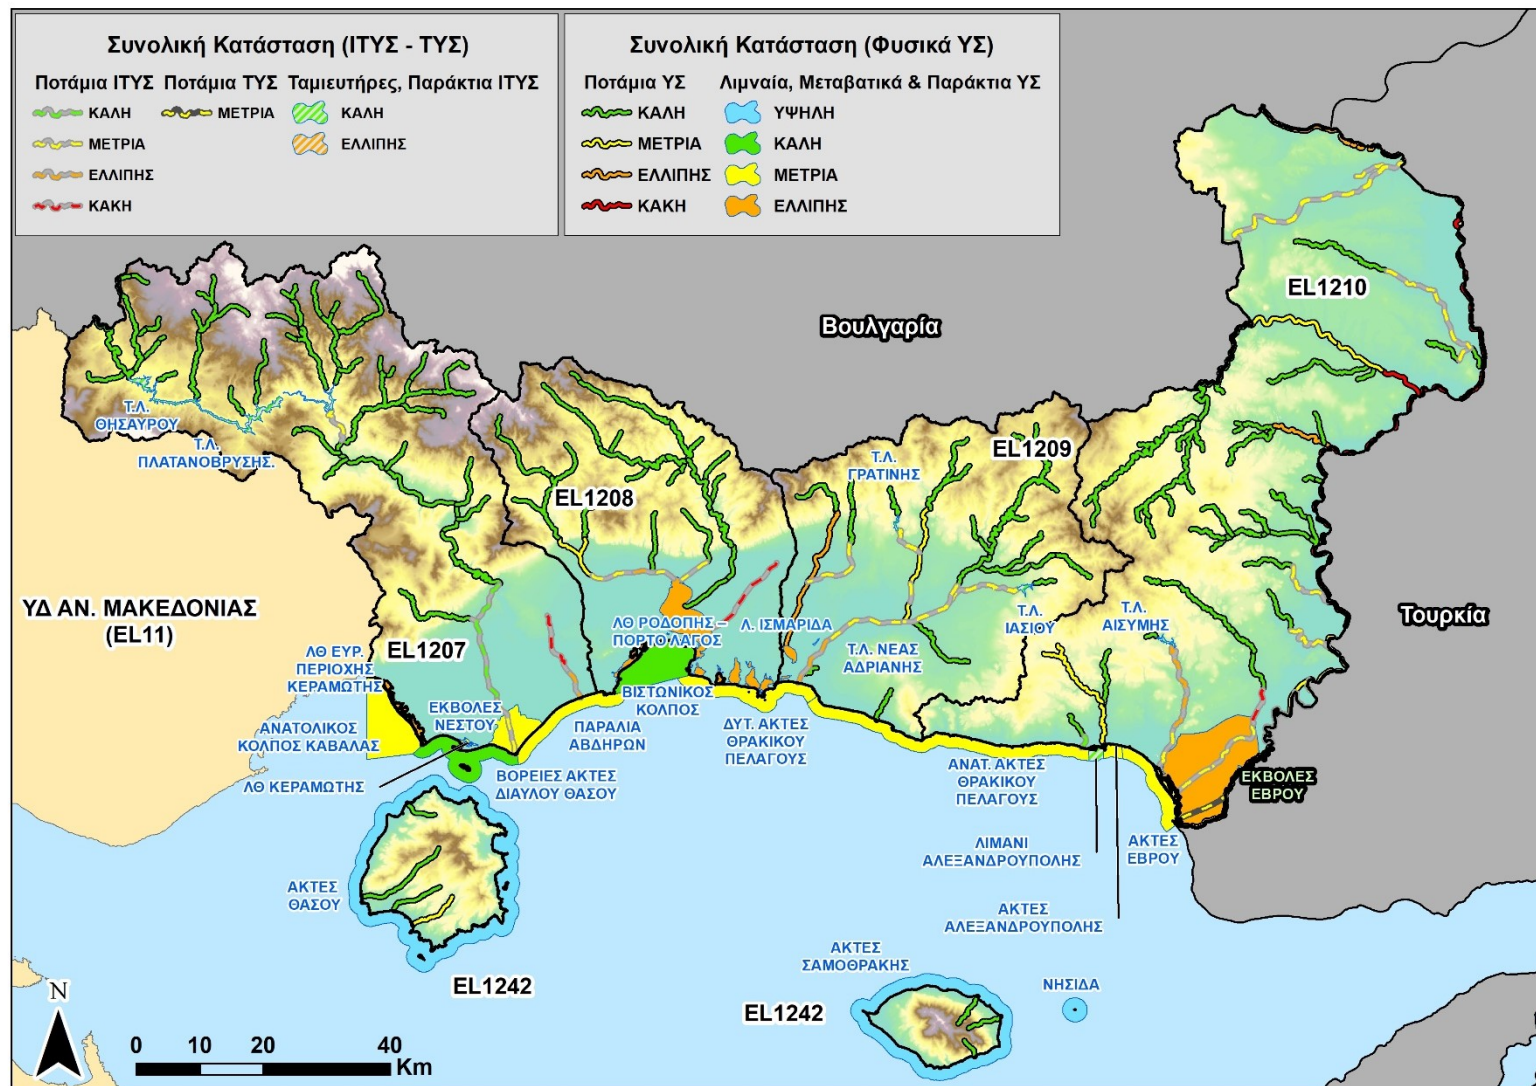 Συνολική Κατάσταση (ΙΤΥΣ - ΤΥΣ)
Ποτάμια ΙΤΥΣ Ποτάμια ΤΥΣ Ταμιευτήρες, Παράκτια ΙΤΥΣ
ΚΑΛΗ ΜΕΤΡΙΑ ΚΑΛΗ
ΜΕΤΡΙΑ ΕΛΛΙΠΗΣ
ΕΛΛΙΠΗΣ
ΚΑΚΗ
Συνολική Κατάσταση (Φυσικά ΥΣ)
Ποτάμια ΥΣ Λιμναία, Μεταβατικά & Παράκτια ΥΣ
ΚΑΛΗ ΥΨΗΛΗ
ΜΕΤΡΙΑ ΚΑΛΗ
ΕΛΛΙΠΗΣ ΜΕΤΡΙΑ
ΚΑΚΗ ΕΛΛΙΠΗΣ
EL1210
Βουλγαρία
Τ.Λ.
ΘΗΣΑΥΡΟΥ
Τ.Λ.
ΠΛΑΤΑΝΟΒΡΥΣΗΣ.
EL1208
Τ.Λ.
ΓΡΑΤΙΝΗΣ
EL1209
ΥΔ ΑΝ. ΜΑΚΕΔΟΝΙΑΣ
(EL11)
Τουρκία
EL1207
ΛΘ ΡΟΔΟΠΗΣ –
ΠΟΡΤΟ ΛΑΓΟΣ
Λ. ΙΣΜΑΡΙΔΑ
Τ.Λ.
ΙΑΣΙΟΥ
Τ.Λ.
ΑΙΣΥΜΗΣ
Τ.Λ. ΝΕΑΣ
ΑΔΡΙΑΝΗΣ
ΛΘ ΕΥΡ.
ΠΕΡΙΟΧΗΣ
ΚΕΡΑΜΩΤΗΣ
ΑΝΑΤΟΛΙΚΟΣ
ΚΟΛΠΟΣ ΚΑΒΑΛΑΣ
ΕΚΒΟΛΕΣ
ΝΕΣΤΟΥ
ΠΑΡΑΛΙΑ
ΑΒΔΗΡΩΝ
ΒΙΣΤΩΝΙΚΟΣ
ΚΟΛΠΟΣ
ΔΥΤ. ΑΚΤΕΣ
ΘΡΑΚΙΚΟΥ
ΠΕΛΑΓΟΥΣ
ΛΘ ΚΕΡΑΜΩΤΗΣ
ΒΟΡΕΙΕΣ ΑΚΤΕΣ
ΔΙΑΥΛΟΥ ΘΑΣΟΥ
ΑΝΑΤ. ΑΚΤΕΣ
ΘΡΑΚΙΚΟΥ
ΠΕΛΑΓΟΥΣ
ΕΚΒΟΛΕΣ
ΕΒΡΟΥ
ΛΙΜΑΝΙ
ΑΛΕΞΑΝΔΡΟΥΠΟΛΗΣ
ΑΚΤΕΣ
ΕΒΡΟΥ
ΑΚΤΕΣ
ΘΑΣΟΥ
ΑΚΤΕΣ
ΑΛΕΞΑΝΔΡΟΥΠΟΛΗΣ
ΑΚΤΕΣ
ΣΑΜΟΘΡΑΚΗΣ
ΝΗΣΙΔΑ
EL1242
EL1242
N
0 10 20 40
Km